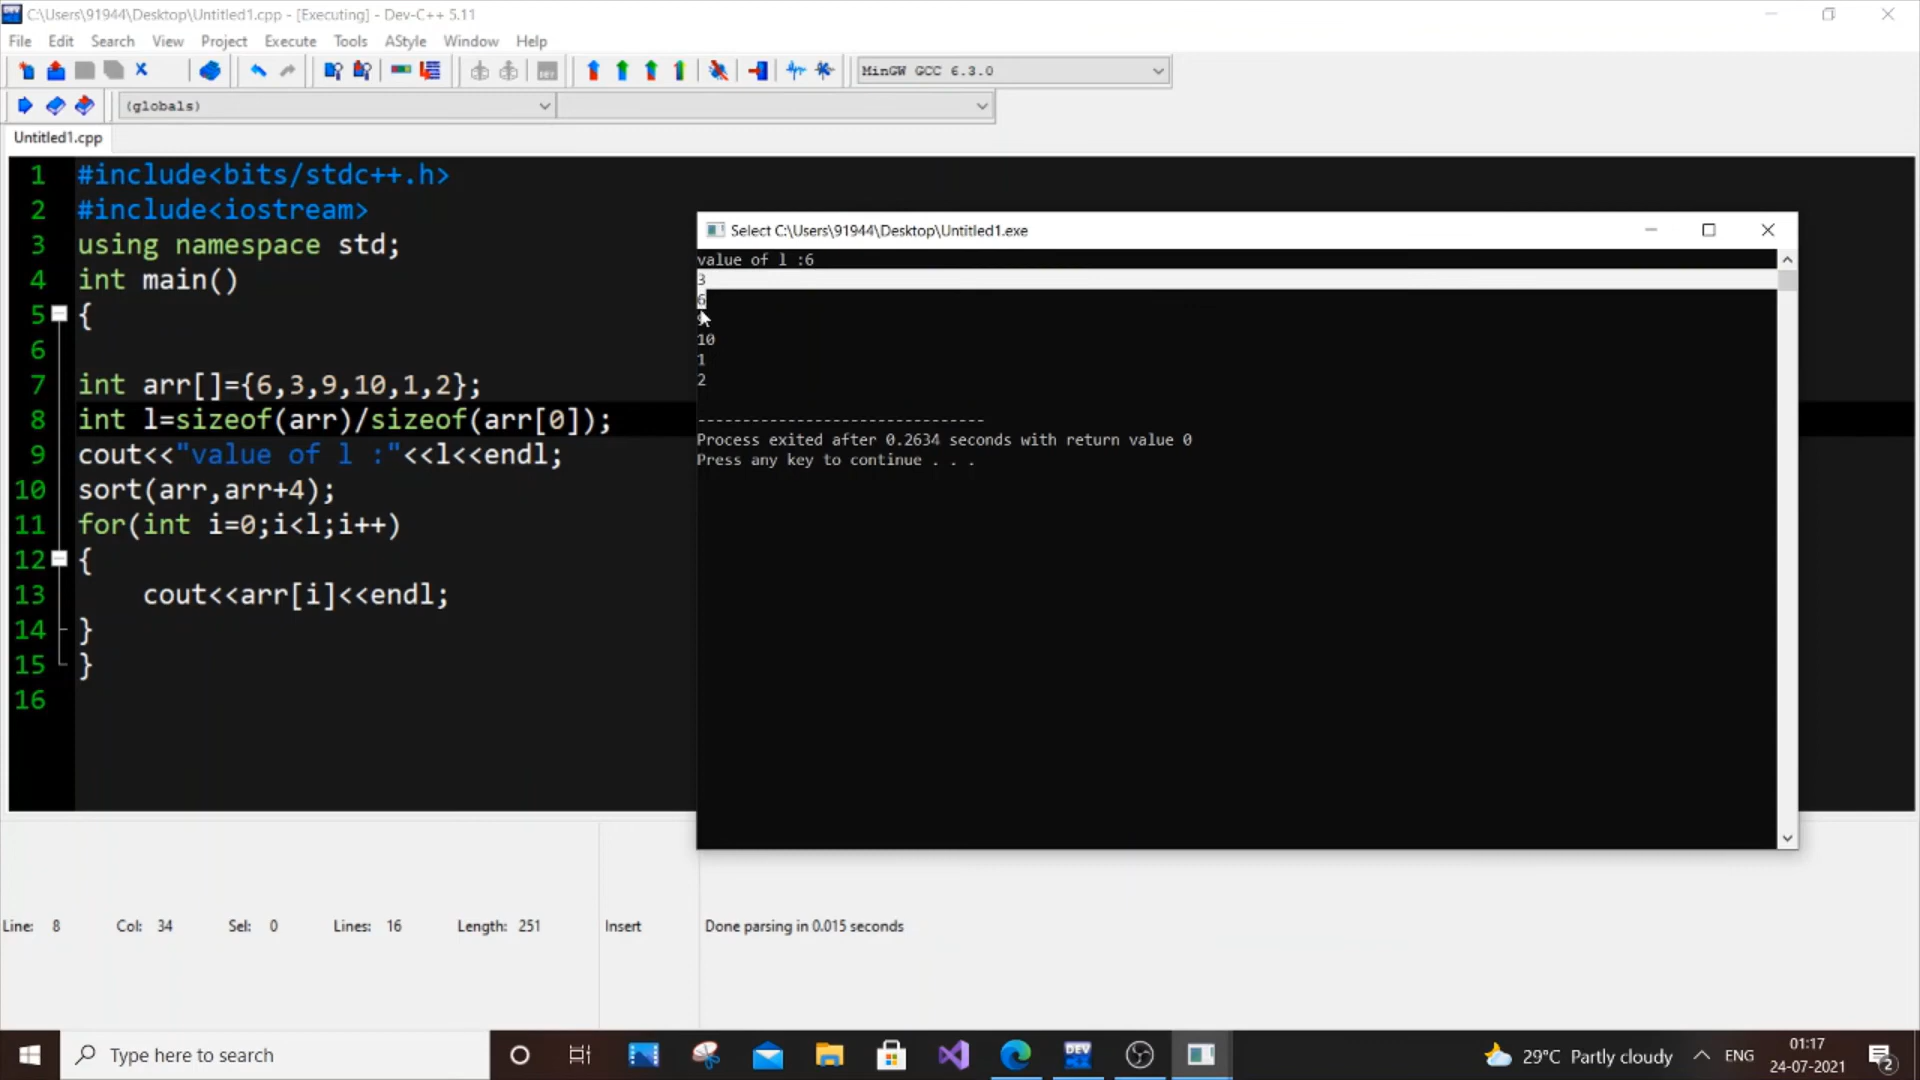 C:\Users\91944\Desktop\Untitled1.cpp - [Executing] - Dev-C++ 5.11
File Edit Search View Project Execute Tools AStyle Window Help
MinGW GCC 6.3.0
(globals)
Untitled1.cpp
1 #include<bits/stdc++.h>
2 #include<iostream>
3 using namespace std;
4 int main()
5 {
6
7 int arr[]={6,3,9,10,1,2};
8 int l=sizeof(arr)/sizeof(arr[0]);
9 cout<<"value of l :"<<l<<endl;
10 sort(arr,arr+4);
11 for(int i=0;i<l;i++)
12 {
13 cout<<arr[i]<<endl;
14 }
15 }
16
Select C:\Users\91944\Desktop\Untitled1.exe
value of l :6
3
6
10
1
2
--------------------------------
Process exited after 0.2634 seconds with return value 0
Press any key to continue . . .
Line: 8 Col: 34 Sel: 0 Lines: 16 Length: 251 Insert Done parsing in 0.015 seconds
Type here to search
DEV
29°C Partly cloudy
ENG
01:17
24-07-2021
2